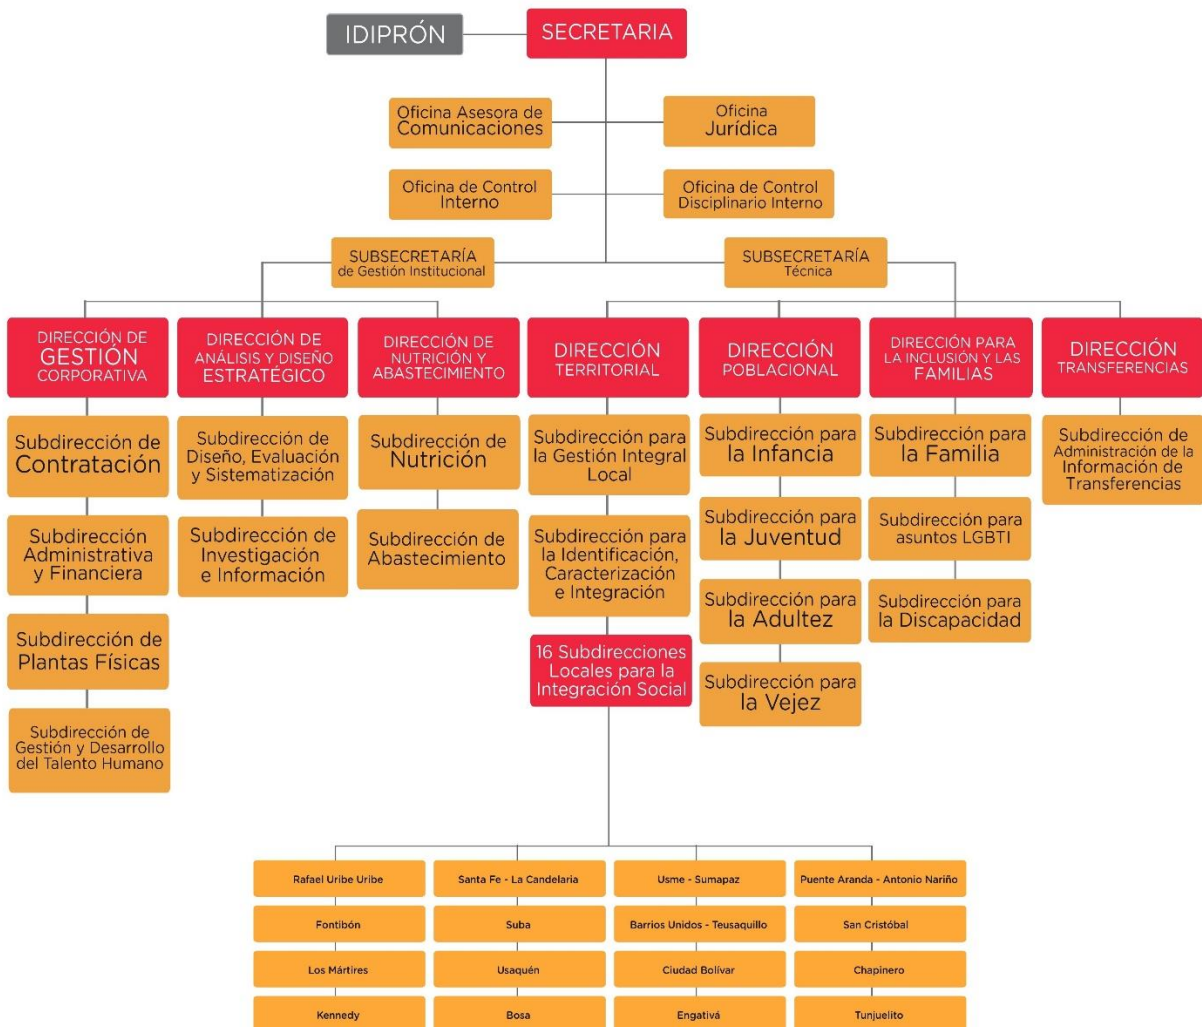 IDIPRÓN
SECRETARIA
Oficina Asesora de
Comunicaciones
Oficina
Jurídica
Oficina de Control
Interno
Oficina de Control
Disciplinario Interno
SUBSECRETARÍA
de Gestión Institucional
SUBSECRETARÍA
Técnica
DIRECCIÓN DE
GESTIÓN
CORPORATIVA
DIRECCIÓN DE
ANÁLISIS Y DISEÑO
ESTRATÉGICO
DIRECCIÓN DE
NUTRICIÓN Y
ABASTECIMIENTO
DIRECCIÓN
TERRITORIAL
DIRECCIÓN
POBLACIONAL
DIRECCIÓN PARA
LA INCLUSIÓN Y LAS
FAMILIAS
DIRECCIÓN
TRANSFERENCIAS
Subdirección de
Contratación
Subdirección
Administrativa
y Financiera
Subdirección de
Plantas Físicas
Subdirección de
Gestión y Desarrollo
del Talento Humano
Subdirección de
Diseño, Evaluación
y Sistematización
Subdirección de
Investigación
e Información
Subdirección de
Nutrición
Subdirección de
Abastecimiento
Subdirección para
la Gestión Integral
Local
Subdirección para
la Identificación,
Caracterización
e Integración
16 Subdirecciones
Locales para la
Integración Social
Subdirección para
la Infancia
Subdirección para
la Juventud
Subdirección para
la Adultez
Subdirección para
la Vejez
Subdirección para
la Familia
Subdirección para
asuntos LGBTI
Subdirección para
la Discapacidad
Subdirección de
Administración de la
Información de
Transferencias
Rafael Uribe Uribe
Santa Fe - La Candelaria
Usme - Sumapaz
Puente Aranda - Antonio Nariño
Fontibón
Suba
Barrios Unidos - Teusaquillo
San Cristóbal
Los Mártires
Usaquén
Ciudad Bolívar
Chapinero
Kennedy
Bosa
Engativá
Tunjuelito